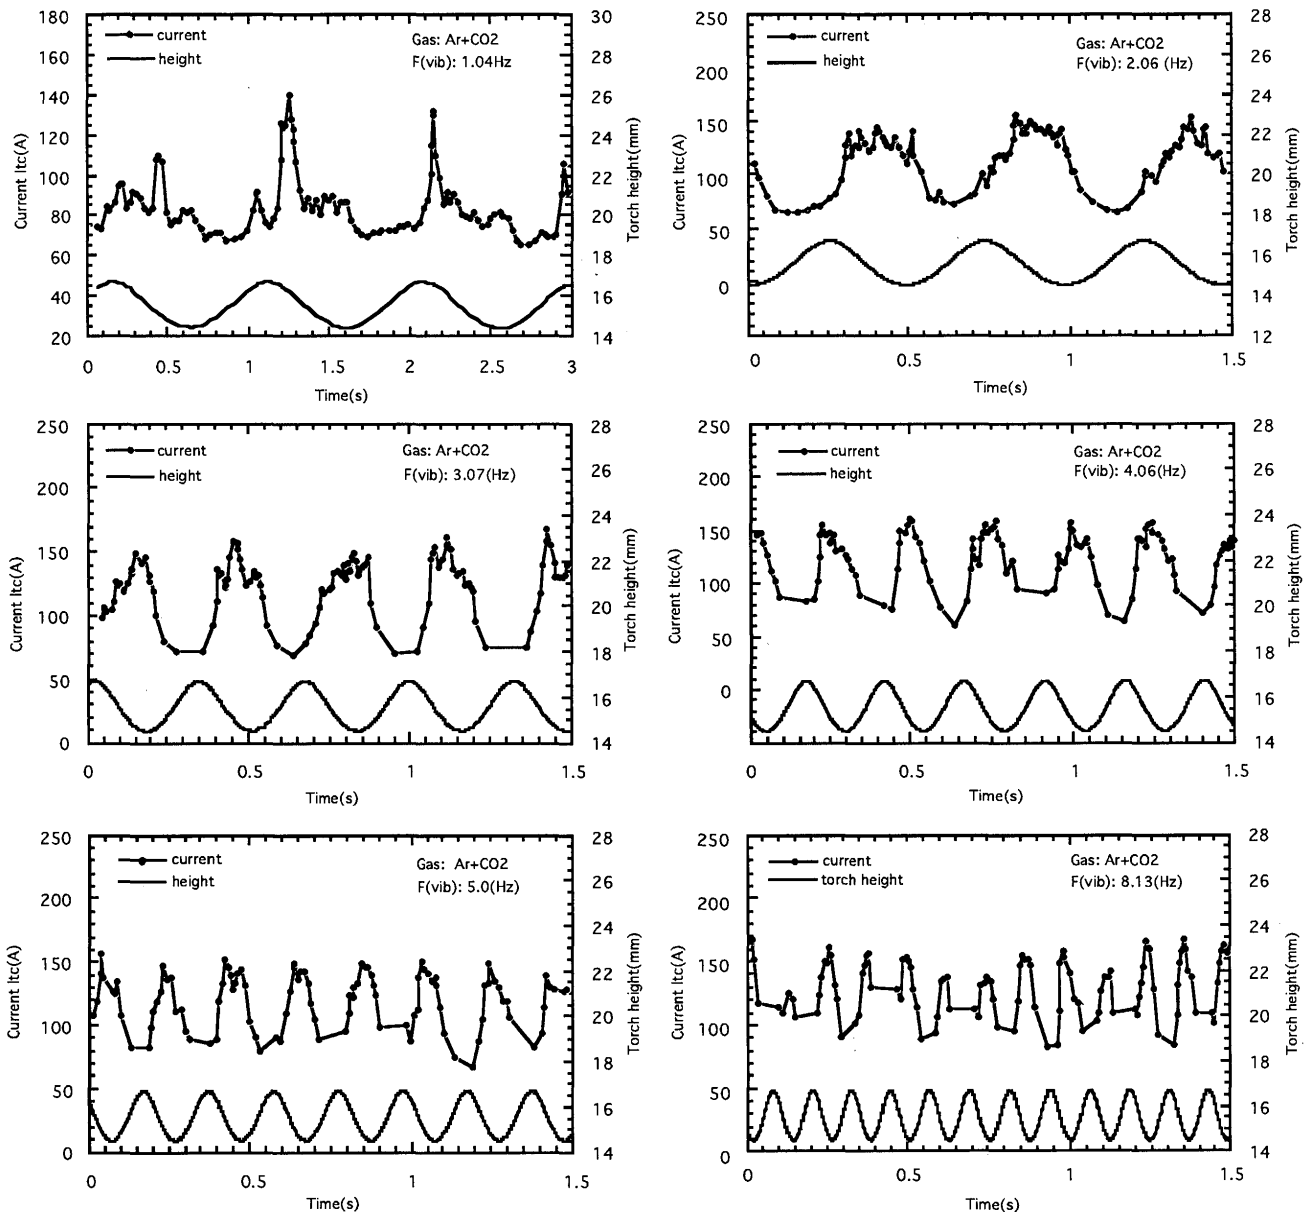 180
160
140
120
100
80
60
40
20
30
28
26
24
22
20
18
16
14
current
height
Gas: Ar+CO2
F(vib): 1.04Hz
Current Itc(A)
Torch height(mm)
0 0.5 1 1.5 2 2.5 3
Time(s)
250
200
150
100
50
0
28
26
24
22
20
18
16
14
12
current
height
Gas: Ar+CO2
F(vib): 2.06 (Hz)
Current Itc(A)
Torch height(mm)
0 0.5 1 1.5
Time(s)
250
200
150
100
50
0
28
26
24
22
20
18
16
14
current
height
Gas: Ar+CO2
F(vib): 3.07(Hz)
Current Itc(A)
Torch height(mm)
0 0.5 1 1.5
Time(s)
250
200
150
100
50
0
28
26
24
22
20
18
16
14
current
height
Gas: Ar+CO2
F(vib): 4.06(Hz)
Current Itc(A)
Torch height(mm)
0 0.5 1 1.5
Time(s)
250
200
150
100
50
0
28
26
24
22
20
18
16
14
current
height
Gas: Ar+CO2
F(vib): 5.0(Hz)
Current Itc(A)
Torch height(mm)
0 0.5 1 1.5
Time(s)
250
200
150
100
50
0
28
26
24
22
20
18
16
14
current
torch height
Gas: Ar+CO2
F(vib): 8.13(Hz)
Current Itc(A)
Torch height(mm)
0 0.5 1 1.5
Time(s)